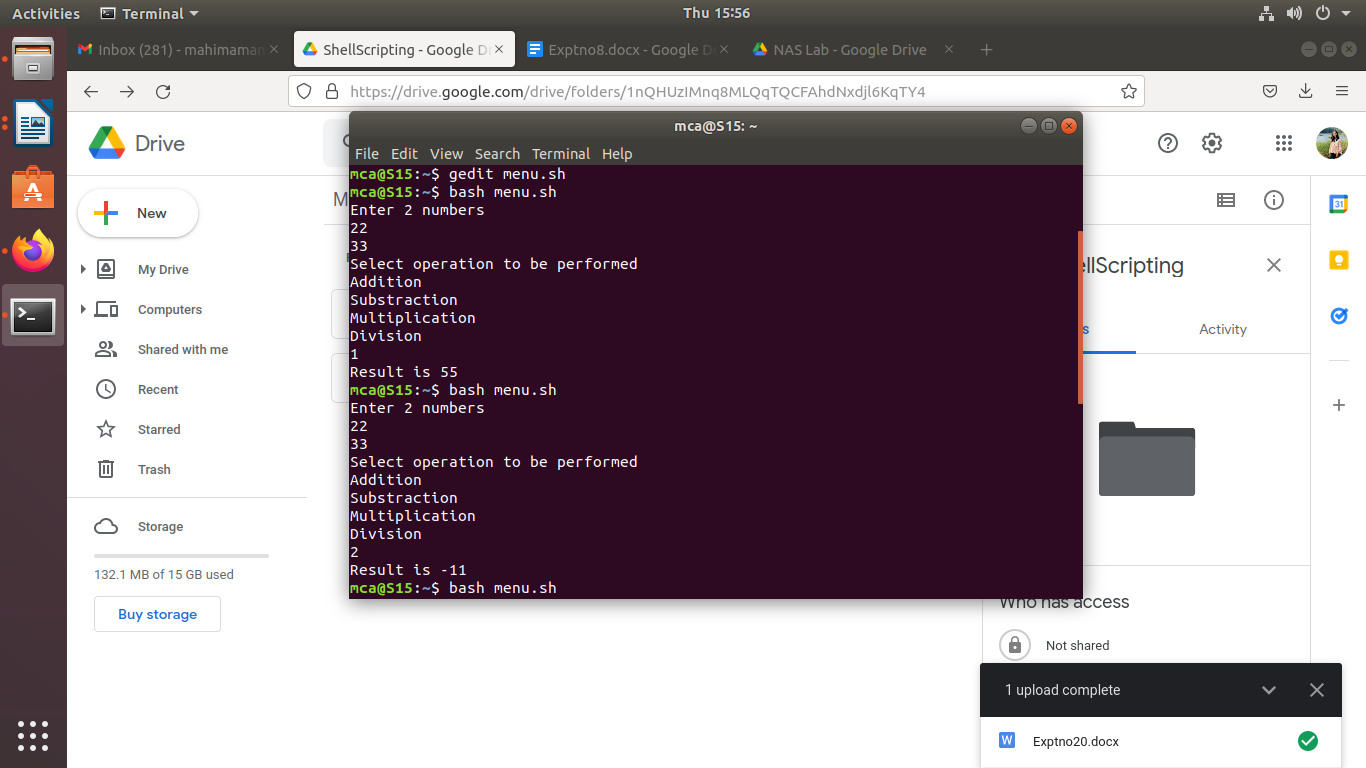 Activities Terminal Thu 15:56
Inbox (281) - mahimaman ShellScripting - Google D Exptno8.docx - Google D NAS Lab - Google Drive
https://drive.google.com/drive/folders/1nQHUzIMnq8MLQqTQCFAhdNxdjl6KqTY4
Drive
New
My Drive
Computers
Shared with me
Recent
Starred
Trash
Storage
132.1 MB of 15 GB used
Buy storage
mca@S15: ~
File Edit View Search Terminal Help
mca@S15:~$ gedit menu.sh
mca@S15:~$ bash menu.sh
Enter 2 numbers
22
33
Select operation to be performed
Addition
Substraction
Multiplication
Division
1
Result is 55
mca@S15:~$ bash menu.sh
Enter 2 numbers
22
33
Select operation to be performed
Addition
Substraction
Multiplication
Division
2
Result is -11
mca@S15:~$ bash menu.sh
llScripting
Activity
Who has access
Not shared
1 upload complete
W Exptno20.docx
31